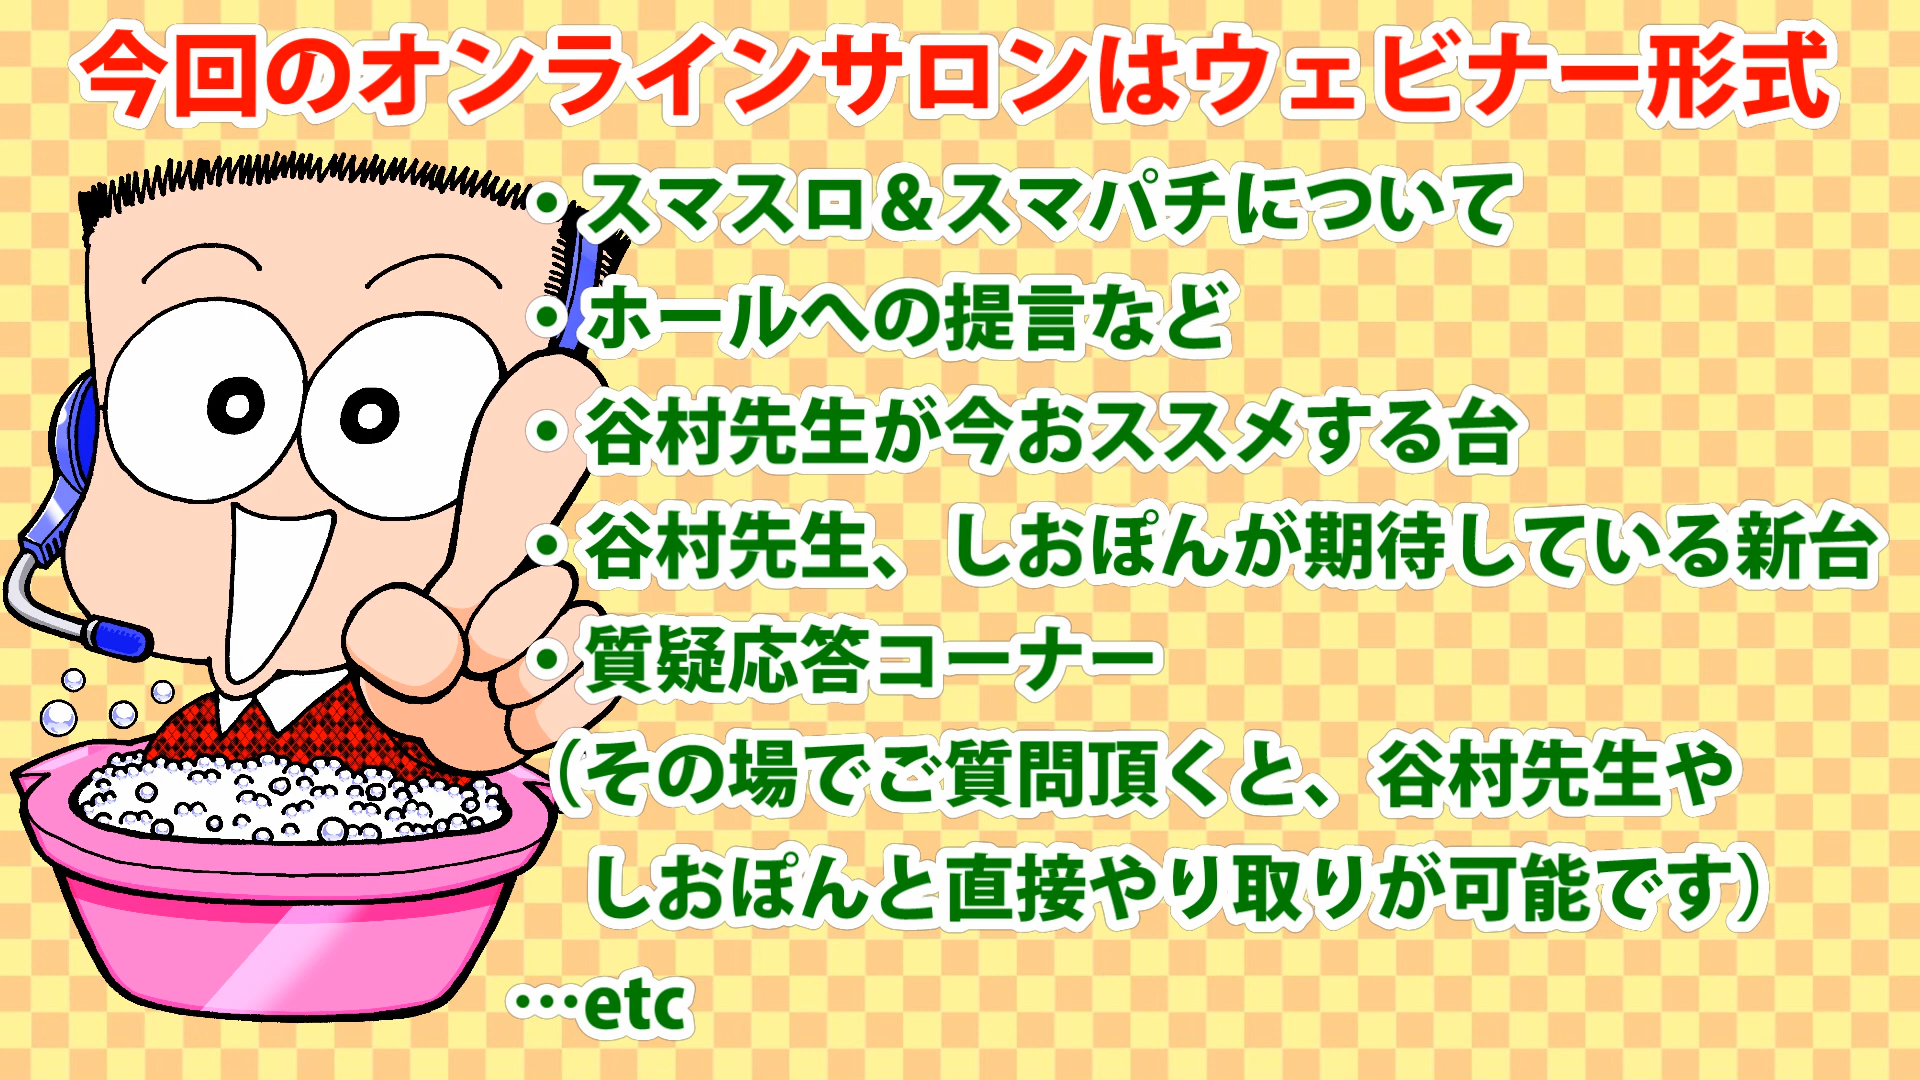 今回のオンラインサロンはウェビナー形式
・スマスロ＆スマパチについて
・ホールへの提言など
・谷村先生が今おススメする台
・谷村先生、しおぽんが期待している新台
・質疑応答コーナー
（その場でご質問頂くと、谷村先生や
しおぽんと直接やり取りが可能です）
…etc